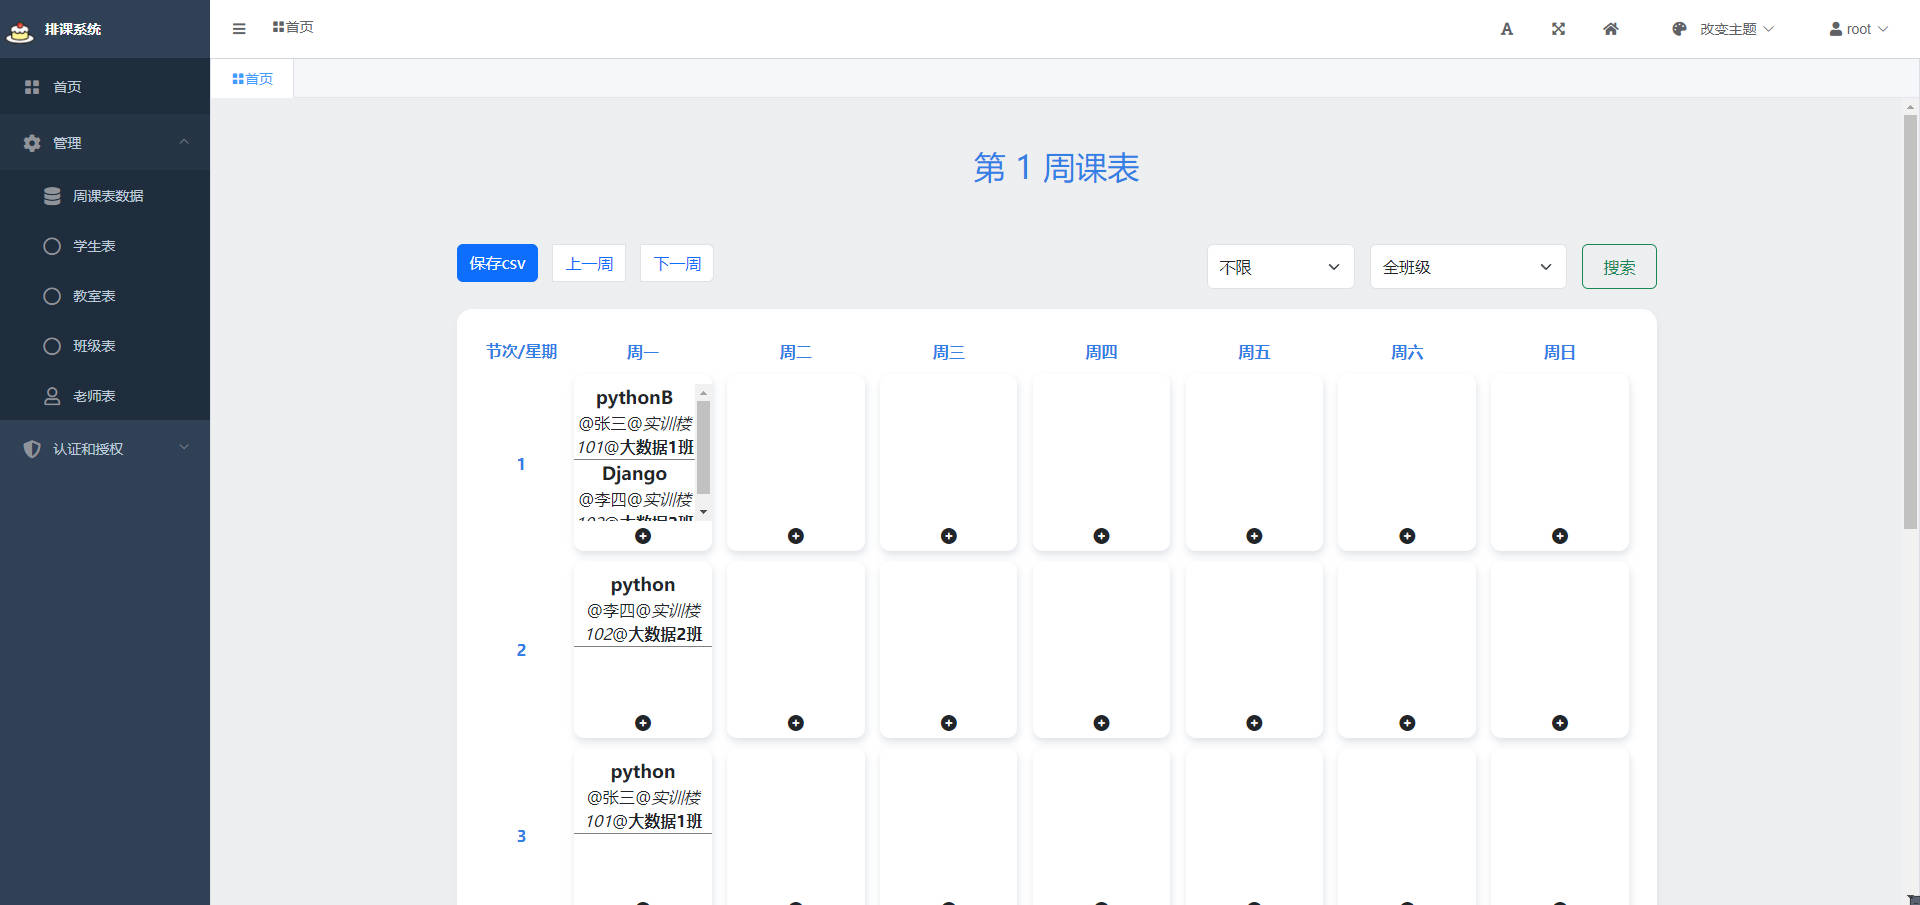 排课系统
首页
改变主题
root
首页
管理
周课表数据
学生表
教室表
班级表
老师表
认证和授权
首页
第 1 周课表
保存csv
上一周
下一周
不限
全班级
搜索
节次/星期 周一 周二 周三 周四 周五 周六 周日
1
pythonB
@张三@实训楼
101@大数据1班
Django
@李四@实训楼
102@大数据2班
2
python
@李四@实训楼
102@大数据2班
3
python
@张三@实训楼
101@大数据1班